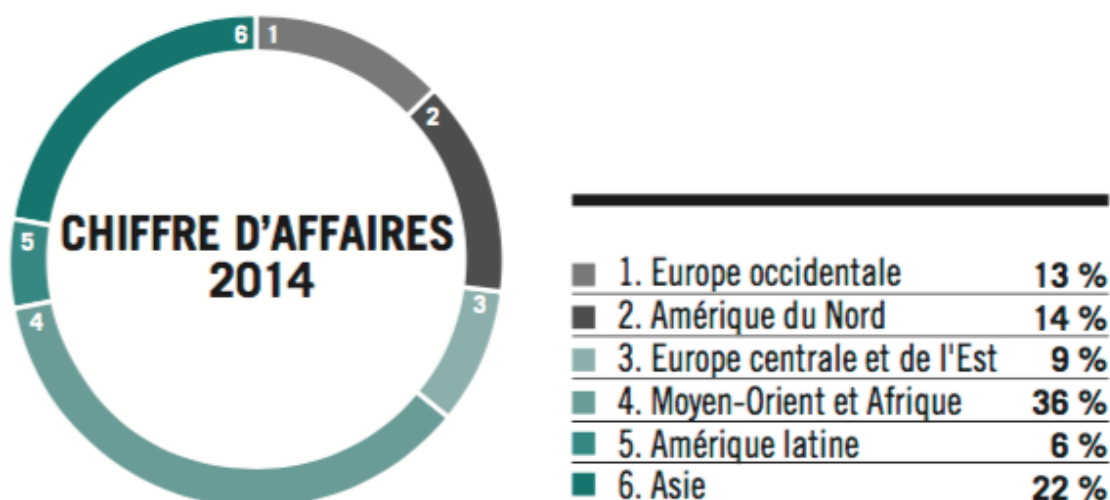 6 1
2
CHIFFRE D'AFFAIRES
2014
5
3
4
1. Europe occidentale 13 %
2. Amérique du Nord 14 %
3. Europe centrale et de l'Est 9 %
4. Moyen-Orient et Afrique 36 %
5. Amérique latine 6 %
6. Asie 22 %